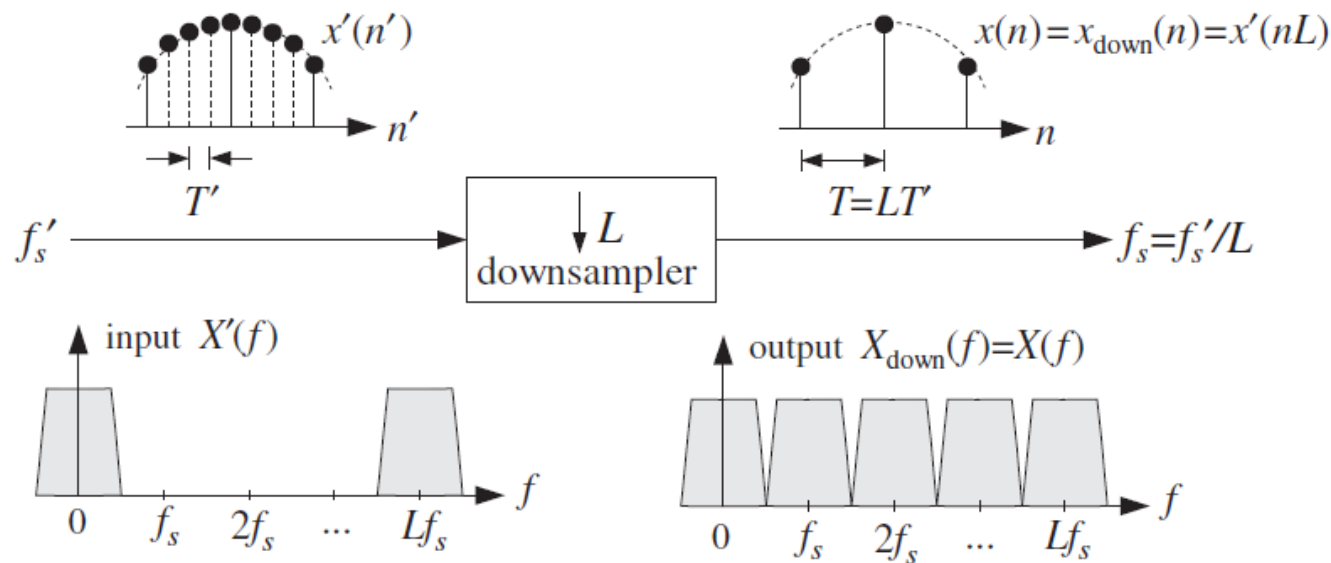 x′(n′)
x(n) = x_down(n) = x′(nL)
n′
n
T′
T=LT′
f_s′
↓L
downsampler
f_s=f_s′/L
input X′(f)
output X_down(f)=X(f)
f
f
0 f_s 2f_s ... Lf_s
0 f_s 2f_s ... Lf_s